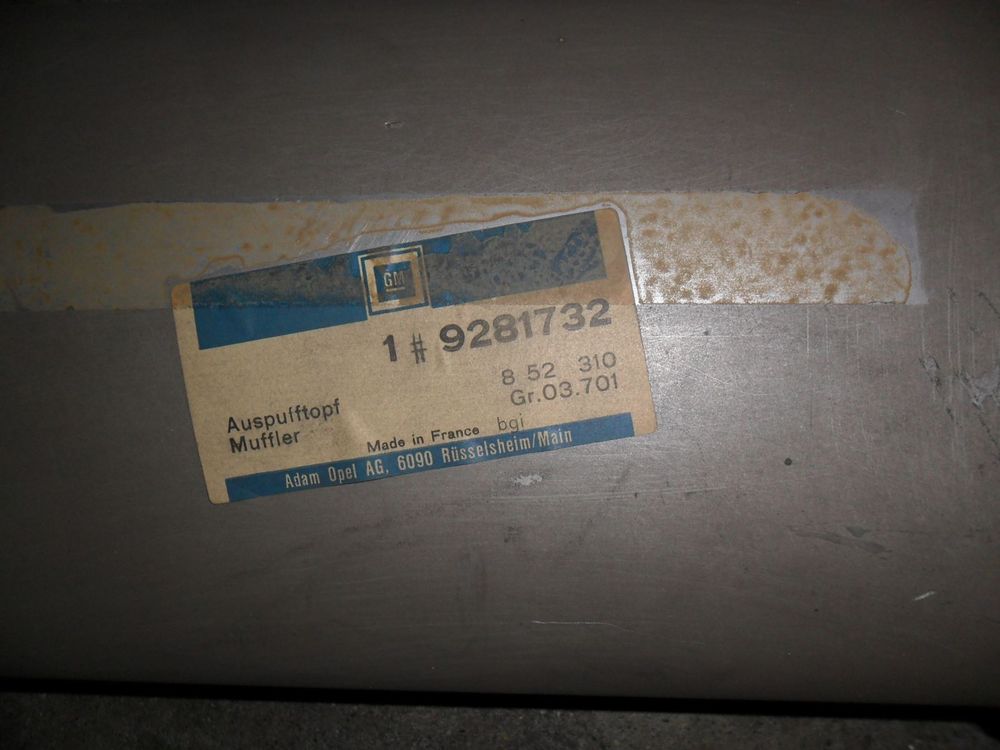 GM
1 # 9281732
8 52 310
Gr.03.701
Auspufftopf
Muffler
Made in France bgi
Adam Opel AG, 6090 Rüsselsheim/Main